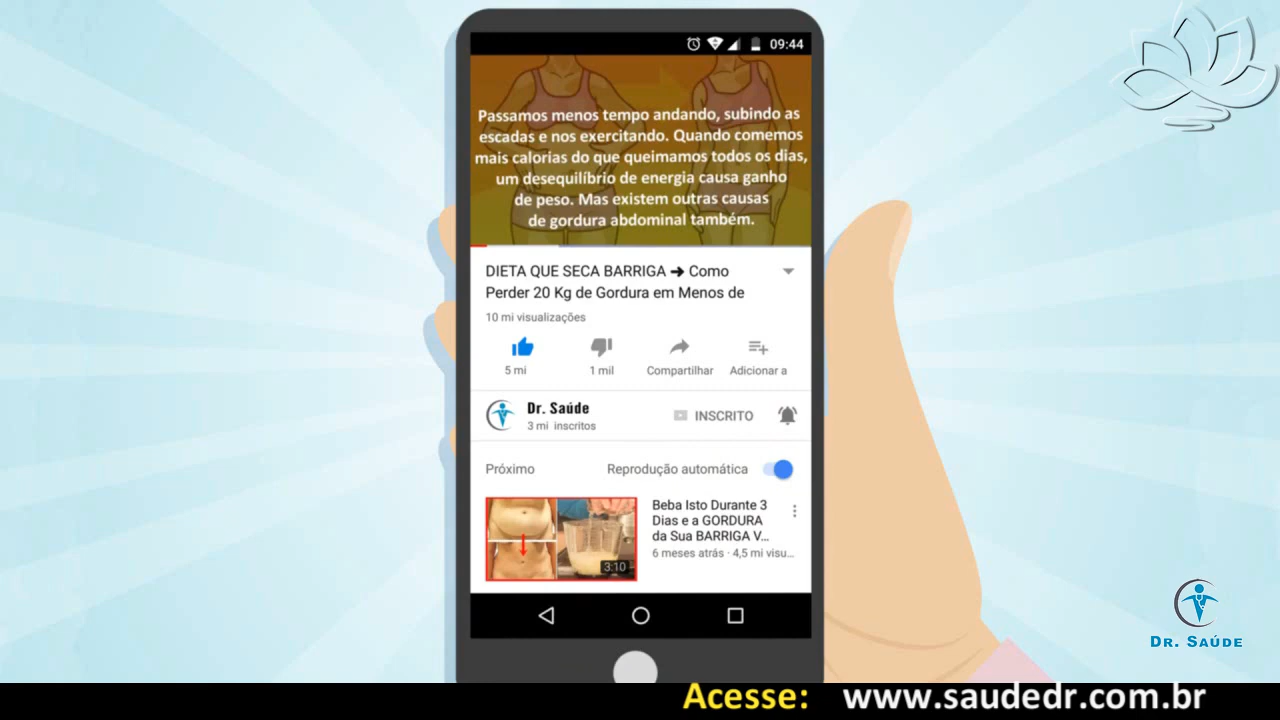 09:44
Passamos menos tempo andando, subindo as
escadas e nos exercitando. Quando comemos
mais calorias do que queimamos todos os dias,
um desequilíbrio de energia causa ganho
de peso. Mas existem outras causas
de gordura abdominal também.
DIETA QUE SECA BARRIGA ➜ Como
Perder 20 Kg de Gordura em Menos de
10 mi visualizações
5 mi 1 mil Compartilhar Adicionar a
Dr. Saúde
3 mi inscritos
INSCRITO
Próximo Reprodução automática
Beba Isto Durante 3
Dias e a GORDURA
da Sua BARRIGA V...
6 meses atrás · 4,5 mi visu...
3:10
DR. SAÚDE
Acesse: www.saudedr.com.br